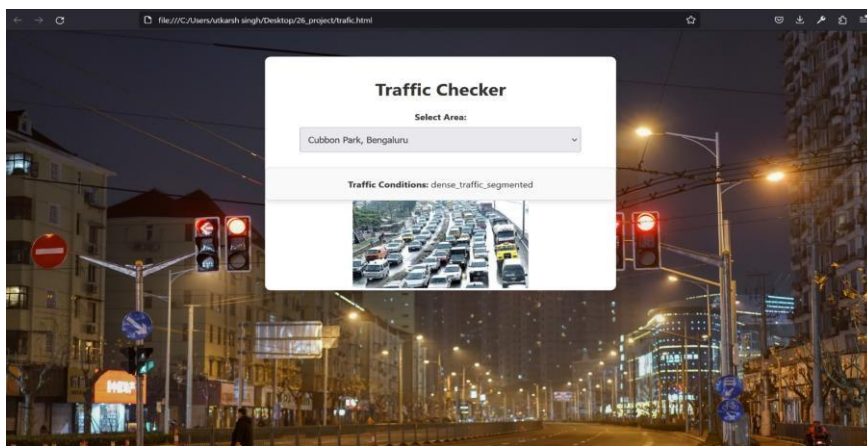 file:///C:/Users/utkarsh singh/Desktop/26_project/trafic.html
Traffic Checker
Select Area:
Cubbon Park, Bengaluru
Traffic Conditions: dense_traffic_segmented